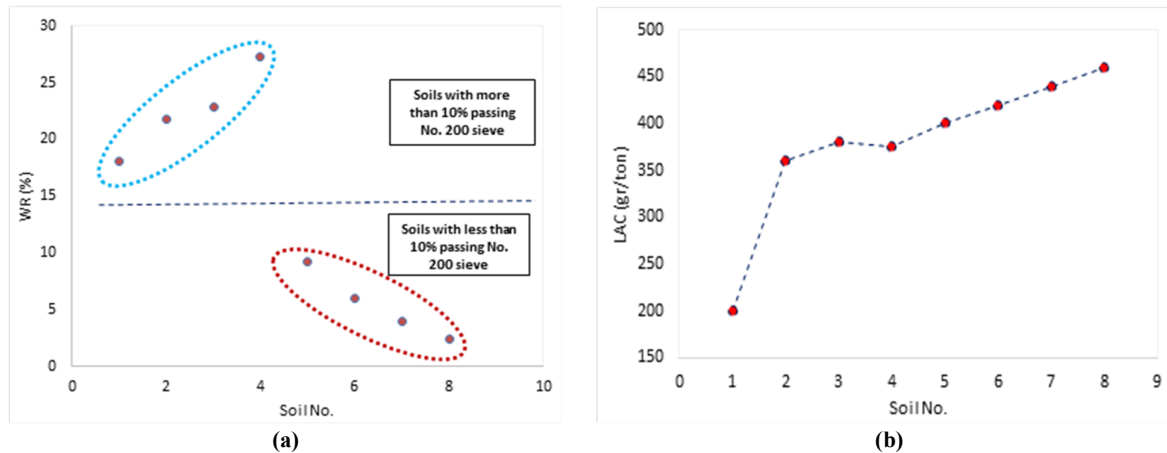 30
25
20
15
10
5
0
WR (%)
0 2 4 6 8 10
Soil No.
Soils with more
than 10% passing
No. 200 sieve
Soils with less than
10% passing No.
200 sieve
(a)
500
450
400
350
300
250
200
150
LAC (gr/ton)
0 1 2 3 4 5 6 7 8 9
Soil No.
(b)